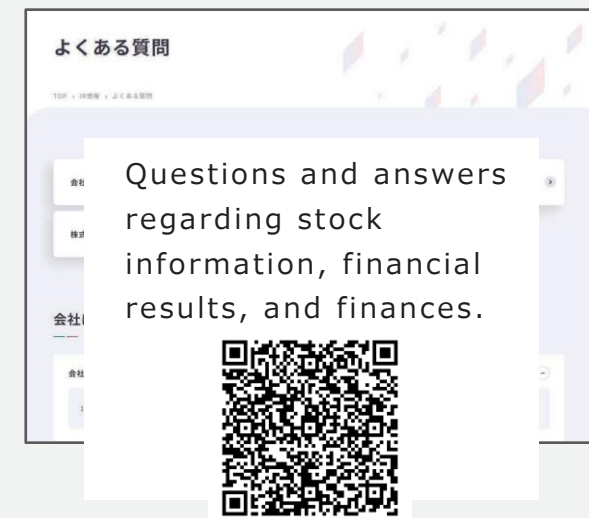 よくある質問
TOP › IR情報 › よくある質問
会社
Questions and answers
regarding stock
information, financial
results, and finances.
株式
会社
会社